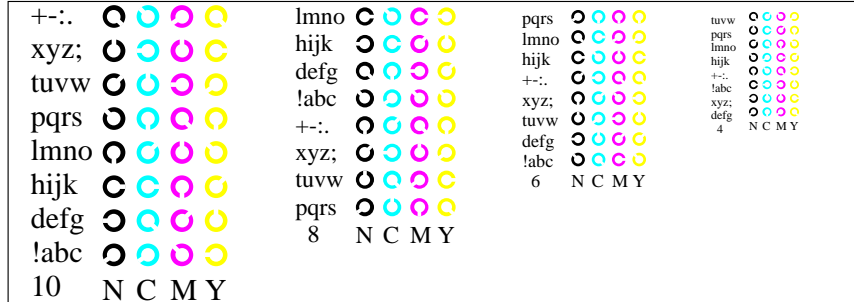 +-:.
xyz;
tuvw
pqrs
lmno
hijk
defg
!abc
10 N C M Y
lmno
hijk
defg
!abc
+-:.
xyz;
tuvw
pqrs
8 N C M Y
pqrs
lmno
hijk
+-:.
xyz;
tuvw
defg
!abc
6 N C M Y
tuvw
pqrs
lmno
hijk
+-:.
!abc
xyz;
defg
4 N C M Y